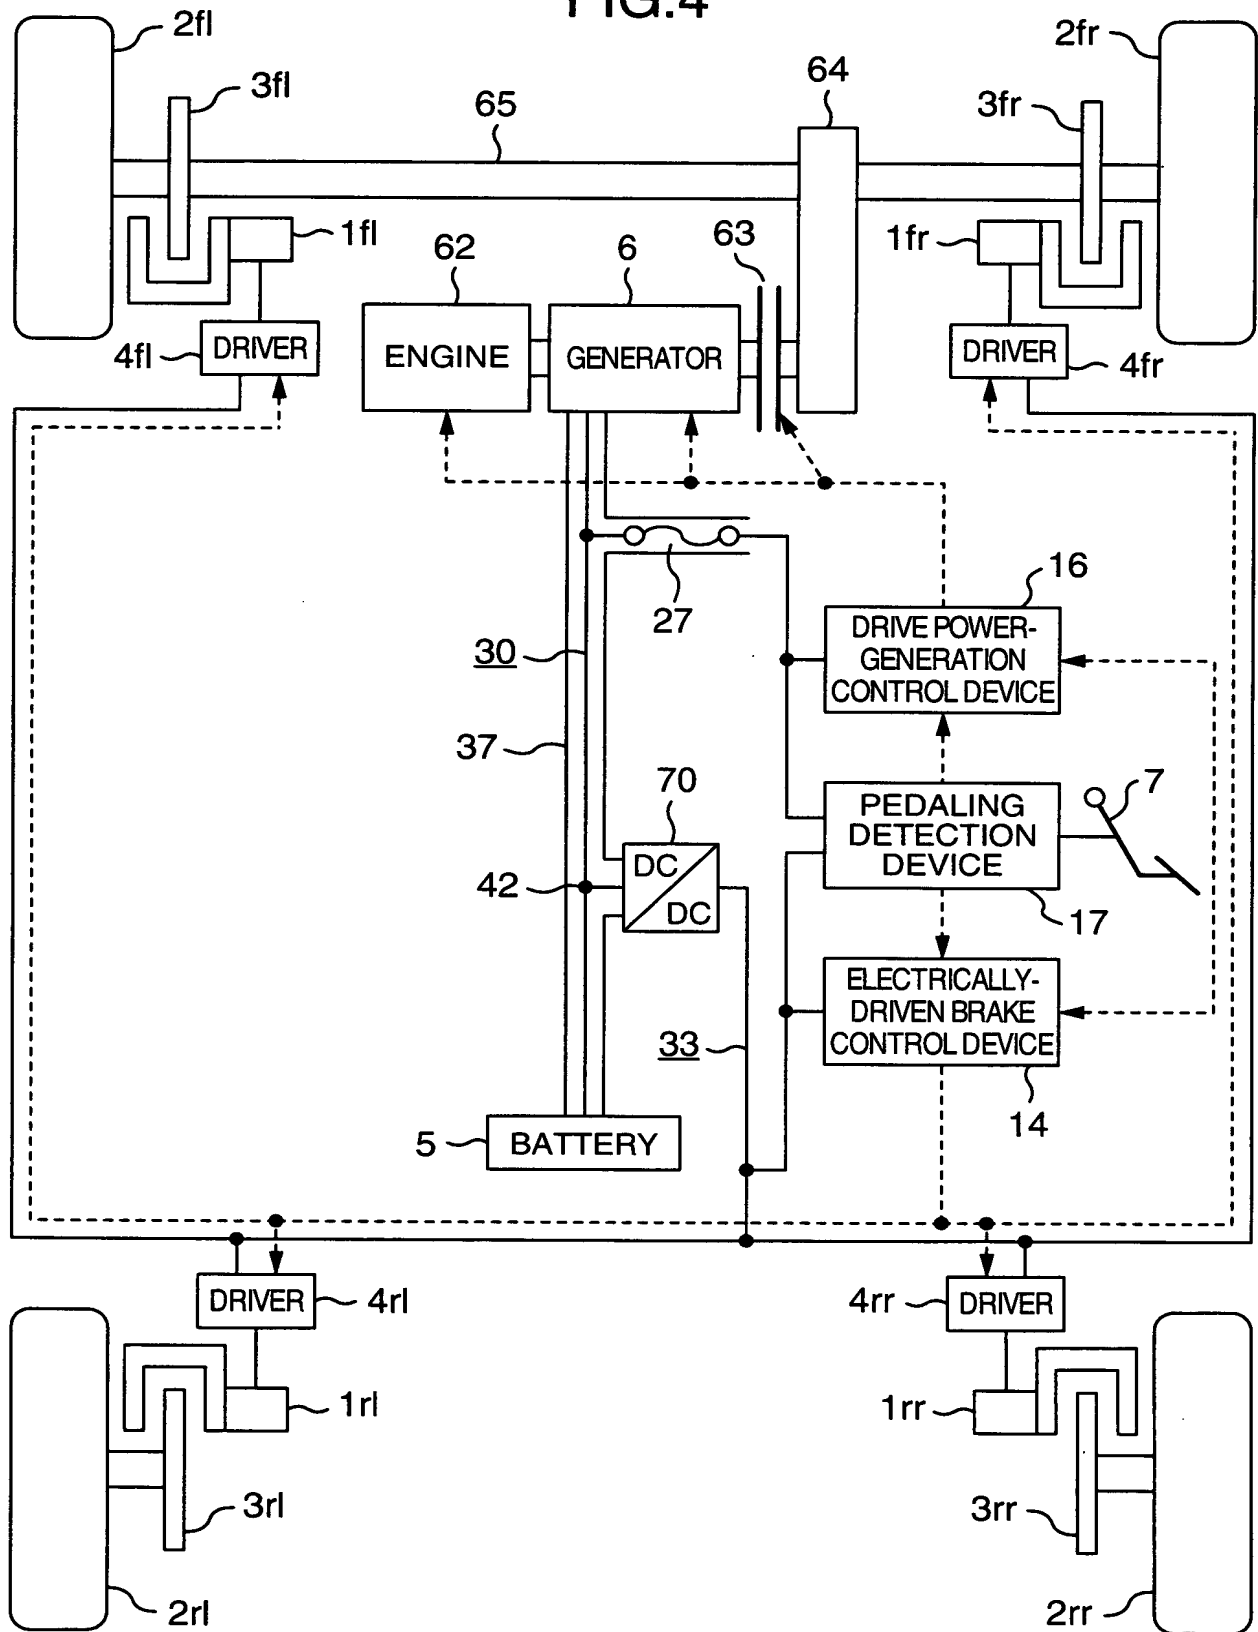 FIG.4
2fl
2fr
3fl
65
64
3fr
1fl
62
6
63
1fr
4fl
DRIVER
ENGINE
GENERATOR
DRIVER
4fr
27
16
30
DRIVE POWER-
GENERATION
CONTROL DEVICE
37
70
7
PEDALING
DETECTION
DEVICE
DC
DC
42
17
ELECTRICALLY-
DRIVEN BRAKE
CONTROL DEVICE
33
14
5
BATTERY
DRIVER
4rl
4rr
DRIVER
1rl
1rr
3rl
3rr
2rl
2rr